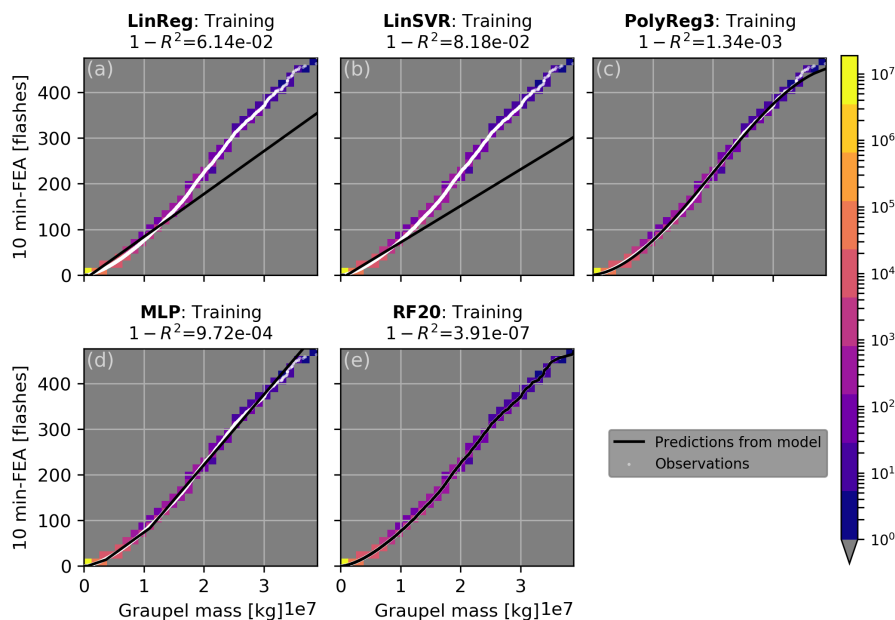 LinReg: Training
1 − R²=6.14e-02
LinSVR: Training
1 − R²=8.18e-02
PolyReg3: Training
1 − R²=1.34e-03
(a)
(b)
(c)
10 min-FEA [flashes]
400
300
200
100
0
10⁷
10⁶
10⁵
10⁴
10³
10²
10¹
10⁰
MLP: Training
1 − R²=9.72e-04
RF20: Training
1 − R²=3.91e-07
(d)
(e)
10 min-FEA [flashes]
400
300
200
100
0
Predictions from model
Observations
0 1 2 3
0 1 2 3
Graupel mass [kg]1e7
Graupel mass [kg]1e7